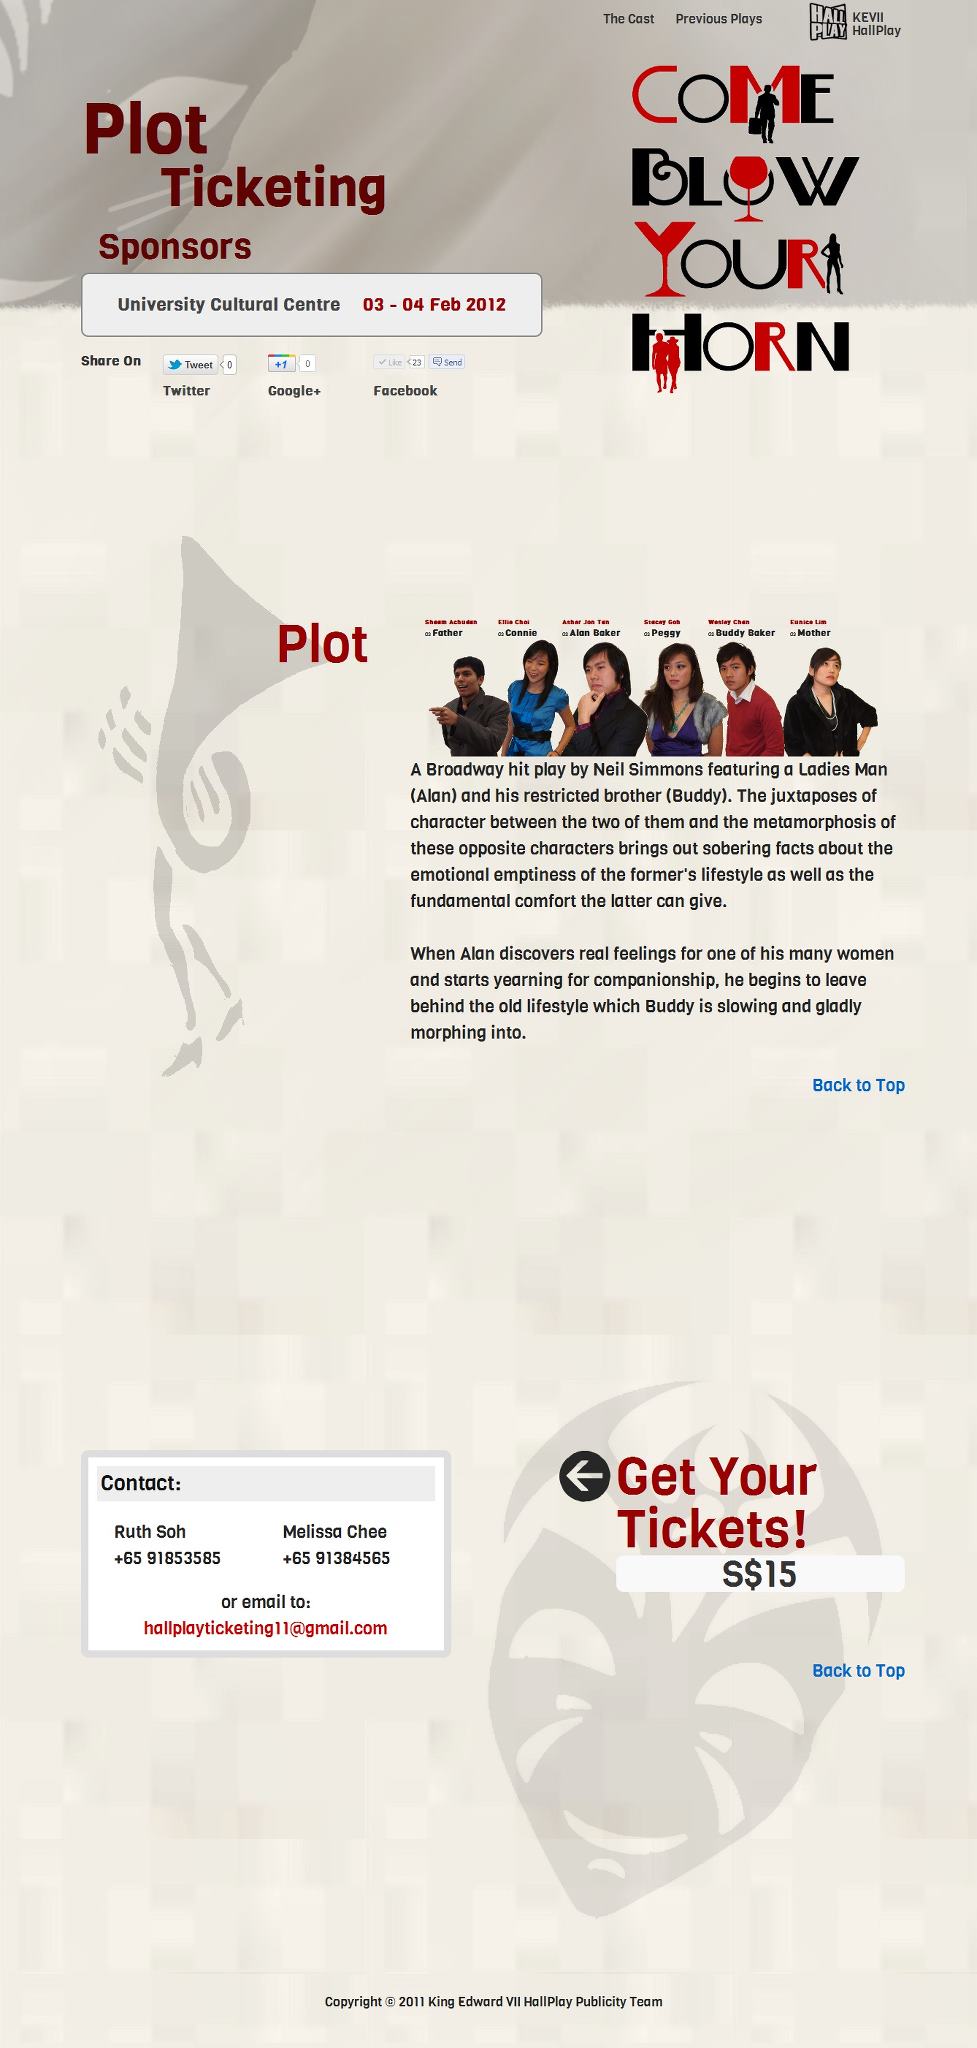 The Cast Previous Plays
HALL
PLAY
KEVII
HallPlay
COME
BLOW
YOUR
HORN
Plot
Ticketing
Sponsors
University Cultural Centre 03 - 04 Feb 2012
Share On
Tweet 0
+1 0
Like 23 Send
Twitter Google+ Facebook
Plot
Sheam Achuden Ellie Choi Asher Jon Tan Stacey Goh Wesley Chen Eunice Lim
as Father as Connie as Alan Baker as Peggy as Buddy Baker as Mother
A Broadway hit play by Neil Simmons featuring a Ladies Man
(Alan) and his restricted brother (Buddy). The juxtaposes of
character between the two of them and the metamorphosis of
these opposite characters brings out sobering facts about the
emotional emptiness of the former's lifestyle as well as the
fundamental comfort the latter can give.
When Alan discovers real feelings for one of his many women
and starts yearning for companionship, he begins to leave
behind the old lifestyle which Buddy is slowing and gladly
morphing into.
Back to Top
Contact:
Ruth Soh Melissa Chee
+65 91853585 +65 91384565
or email to:
hallplayticketing11@gmail.com
Get Your
Tickets!
S$15
Back to Top
Copyright © 2011 King Edward VII HallPlay Publicity Team